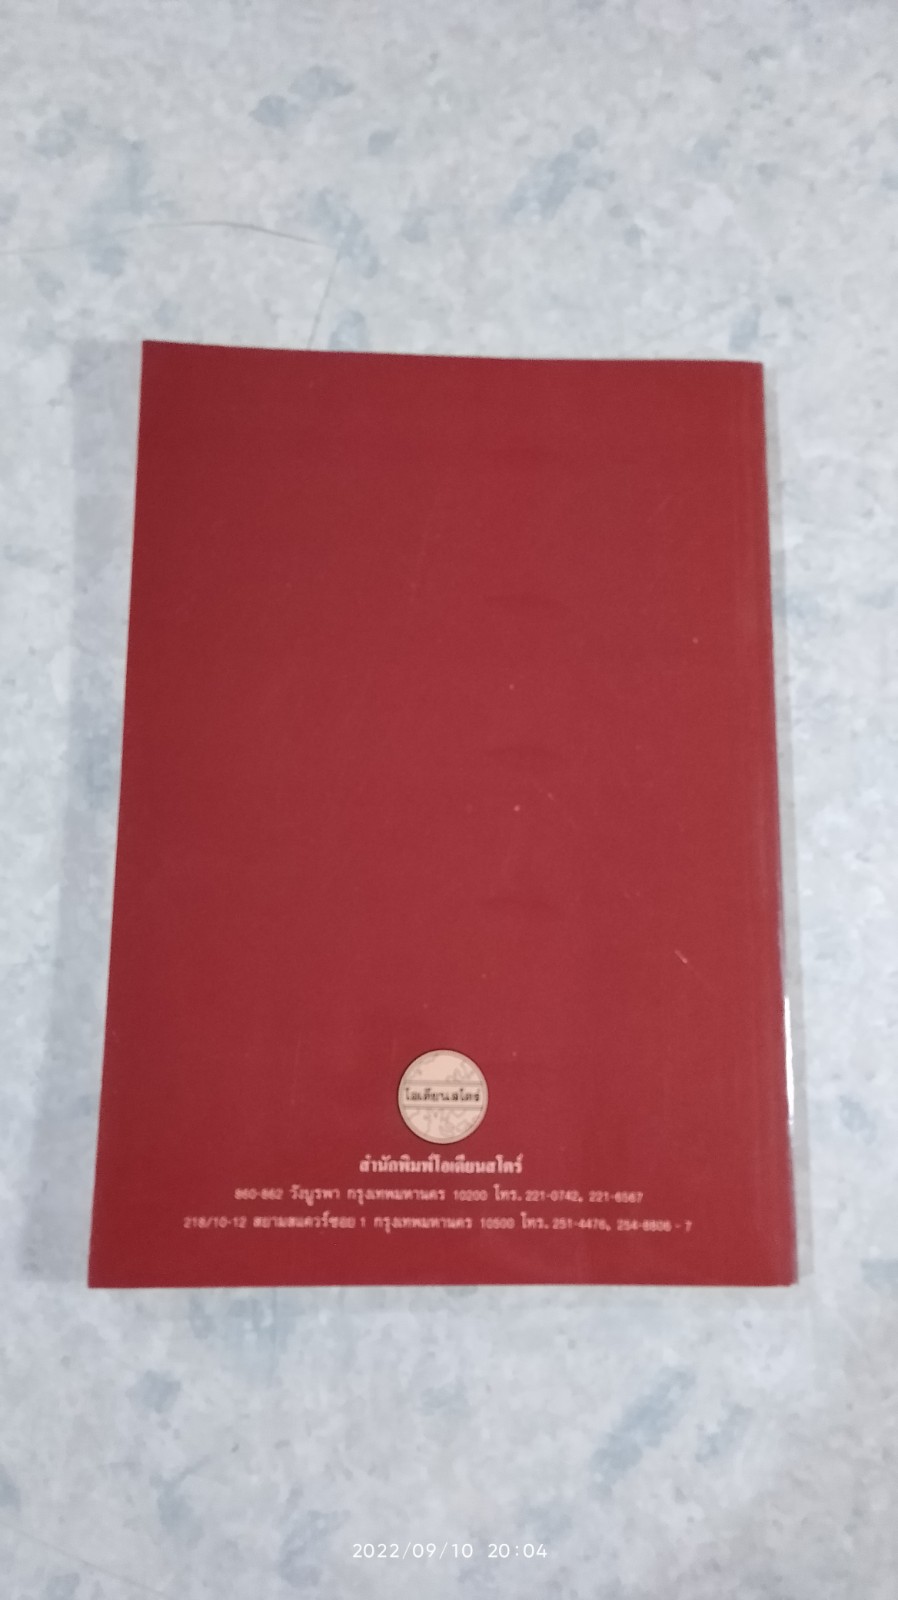 โอเดียนสโตร์
สำนักพิมพ์โอเดียนสโตร์
860-862 วังบูรพา กรุงเทพมหานคร 10200 โทร. 221-0742, 221-6567
218/10-12 สยามสแควร์ซอย 1 กรุงเทพมหานคร 10500 โทร. 251-4476, 254-8806-7
2022/09/10 20:04